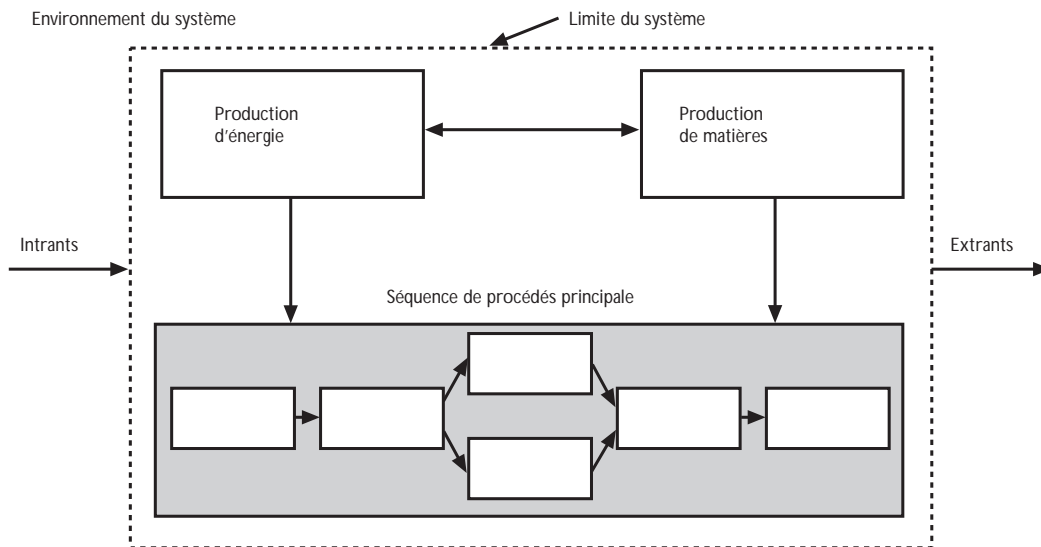 Environnement du système
Limite du système
Production
d'énergie
Production
de matières
Intrants
Extrants
Séquence de procédés principale